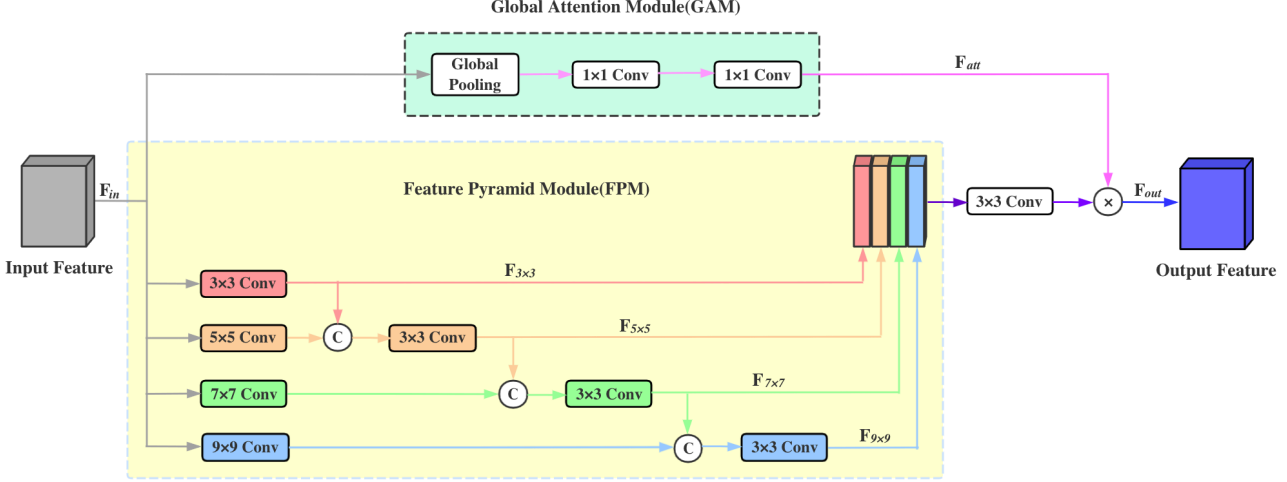 Global Attention Module(GAM)
Global
Pooling
1×1 Conv
1×1 Conv
F_att
F_in
Input Feature
Feature Pyramid Module(FPM)
3×3 Conv
×
F_out
Output Feature
3×3 Conv
F_3×3
5×5 Conv
C
3×3 Conv
F_5×5
7×7 Conv
C
3×3 Conv
F_7×7
9×9 Conv
C
3×3 Conv
F_9×9